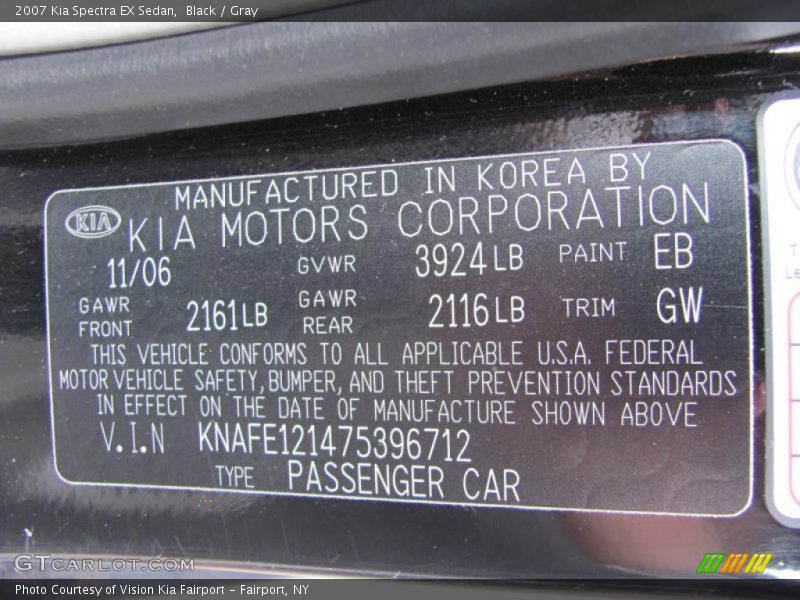 2007 Kia Spectra EX Sedan, Black / Gray
MANUFACTURED IN KOREA BY
KIA KIA MOTORS CORPORATION
11/06 GVWR 3924LB PAINT EB
GAWR FRONT 2161LB GAWR REAR 2116LB TRIM GW
THIS VEHICLE CONFORMS TO ALL APPLICABLE U.S.A. FEDERAL
MOTOR VEHICLE SAFETY, BUMPER, AND THEFT PREVENTION STANDARDS
IN EFFECT ON THE DATE OF MANUFACTURE SHOWN ABOVE
V.I.N KNAFE121475396712
TYPE PASSENGER CAR
GTCARLOT.COM
Photo Courtesy of Vision Kia Fairport - Fairport, NY